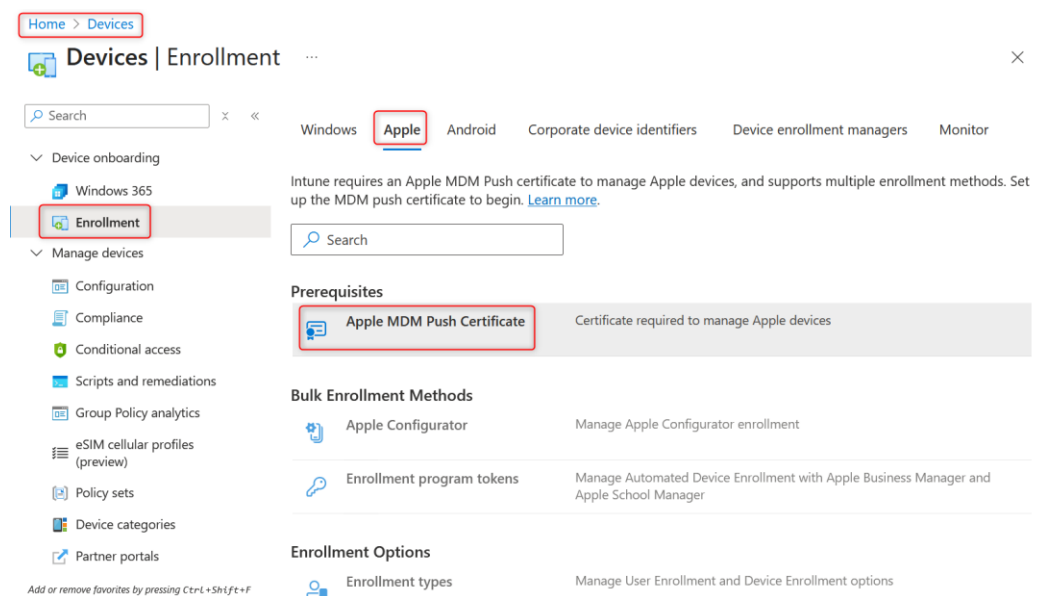 Home > Devices
Devices | Enrollment ...
Search
Device onboarding
Windows 365
Enrollment
Manage devices
Configuration
Compliance
Conditional access
Scripts and remediations
Group Policy analytics
eSIM cellular profiles
(preview)
Policy sets
Device categories
Partner portals
Add or remove favorites by pressing Ctrl+Shift+F
Windows Apple Android Corporate device identifiers Device enrollment managers Monitor
Intune requires an Apple MDM Push certificate to manage Apple devices, and supports multiple enrollment methods. Set
up the MDM push certificate to begin. Learn more.
Search
Prerequisites
Apple MDM Push Certificate Certificate required to manage Apple devices
Bulk Enrollment Methods
Apple Configurator Manage Apple Configurator enrollment
Enrollment program tokens Manage Automated Device Enrollment with Apple Business Manager and
Apple School Manager
Enrollment Options
Enrollment types Manage User Enrollment and Device Enrollment options